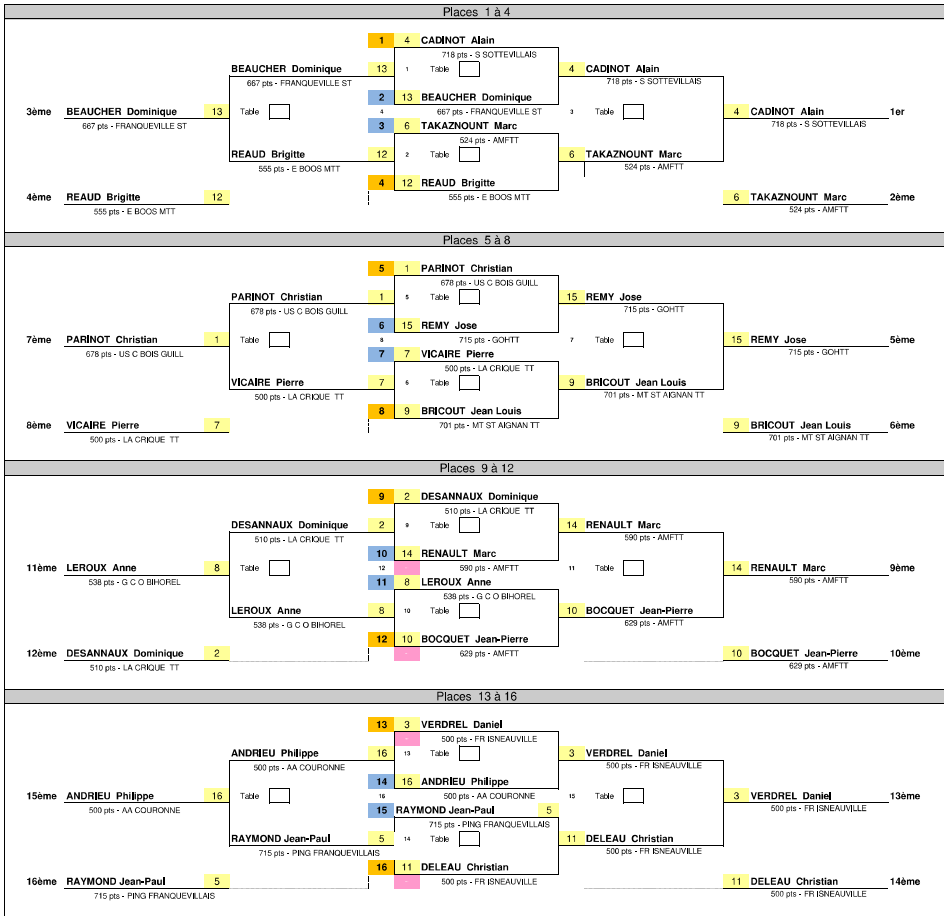 Places 1 à 4
1 4 CADINOT Alain
718 pts - S SOTTEVILLAIS
BEAUCHER Dominique 13 1 Table 4 CADINOT Alain
667 pts - FRANQUEVILLE ST 718 pts - S SOTTEVILLAIS
2 13 BEAUCHER Dominique
3ème BEAUCHER Dominique 13 Table 4 667 pts - FRANQUEVILLE ST 3 Table 4 CADINOT Alain 1er
667 pts - FRANQUEVILLE ST 3 6 TAKAZNOUNT Marc 718 pts - S SOTTEVILLAIS
524 pts - AMFTT
REAUD Brigitte 12 2 Table 6 TAKAZNOUNT Marc
555 pts - E BOOS MTT 524 pts - AMFTT
4 12 REAUD Brigitte
4ème REAUD Brigitte 12 555 pts - E BOOS MTT 6 TAKAZNOUNT Marc 2ème
555 pts - E BOOS MTT 524 pts - AMFTT
Places 5 à 8
5 1 PARINOT Christian
678 pts - US C BOIS GUILL
PARINOT Christian 1 5 Table 15 REMY Jose
678 pts - US C BOIS GUILL 715 pts - GOHTT
6 15 REMY Jose
7ème PARINOT Christian 1 Table 8 715 pts - GOHTT 7 Table 15 REMY Jose 5ème
678 pts - US C BOIS GUILL 7 7 VICAIRE Pierre 715 pts - GOHTT
500 pts - LA CRIQUE TT
VICAIRE Pierre 7 6 Table 9 BRICOUT Jean Louis
500 pts - LA CRIQUE TT 701 pts - MT ST AIGNAN TT
8 9 BRICOUT Jean Louis
8ème VICAIRE Pierre 7 701 pts - MT ST AIGNAN TT 9 BRICOUT Jean Louis 6ème
500 pts - LA CRIQUE TT 701 pts - MT ST AIGNAN TT
Places 9 à 12
9 2 DESANNAUX Dominique
510 pts - LA CRIQUE TT
DESANNAUX Dominique 2 9 Table 14 RENAULT Marc
510 pts - LA CRIQUE TT 590 pts - AMFTT
10 14 RENAULT Marc
11ème LEROUX Anne 8 Table 12 590 pts - AMFTT 11 Table 14 RENAULT Marc 9ème
538 pts - G C O BIHOREL 11 8 LEROUX Anne 590 pts - AMFTT
538 pts - G C O BIHOREL
LEROUX Anne 8 10 Table 10 BOCQUET Jean-Pierre
538 pts - G C O BIHOREL 629 pts - AMFTT
12 10 BOCQUET Jean-Pierre
12ème DESANNAUX Dominique 2 629 pts - AMFTT 10 BOCQUET Jean-Pierre 10ème
510 pts - LA CRIQUE TT 629 pts - AMFTT
Places 13 à 16
13 3 VERDREL Daniel
500 pts - FR ISNEAUVILLE
ANDRIEU Philippe 16 13 Table 3 VERDREL Daniel
500 pts - AA COURONNE 500 pts - FR ISNEAUVILLE
14 16 ANDRIEU Philippe
15ème ANDRIEU Philippe 16 Table 16 500 pts - AA COURONNE 15 Table 3 VERDREL Daniel 13ème
500 pts - AA COURONNE 15 RAYMOND Jean-Paul 5 500 pts - FR ISNEAUVILLE
715 pts - PING FRANQUEVILLAIS
RAYMOND Jean-Paul 5 14 Table 11 DELEAU Christian
715 pts - PING FRANQUEVILLAIS 500 pts - FR ISNEAUVILLE
16 11 DELEAU Christian
16ème RAYMOND Jean-Paul 5 500 pts - FR ISNEAUVILLE 11 DELEAU Christian 14ème
715 pts - PING FRANQUEVILLAIS 500 pts - FR ISNEAUVILLE